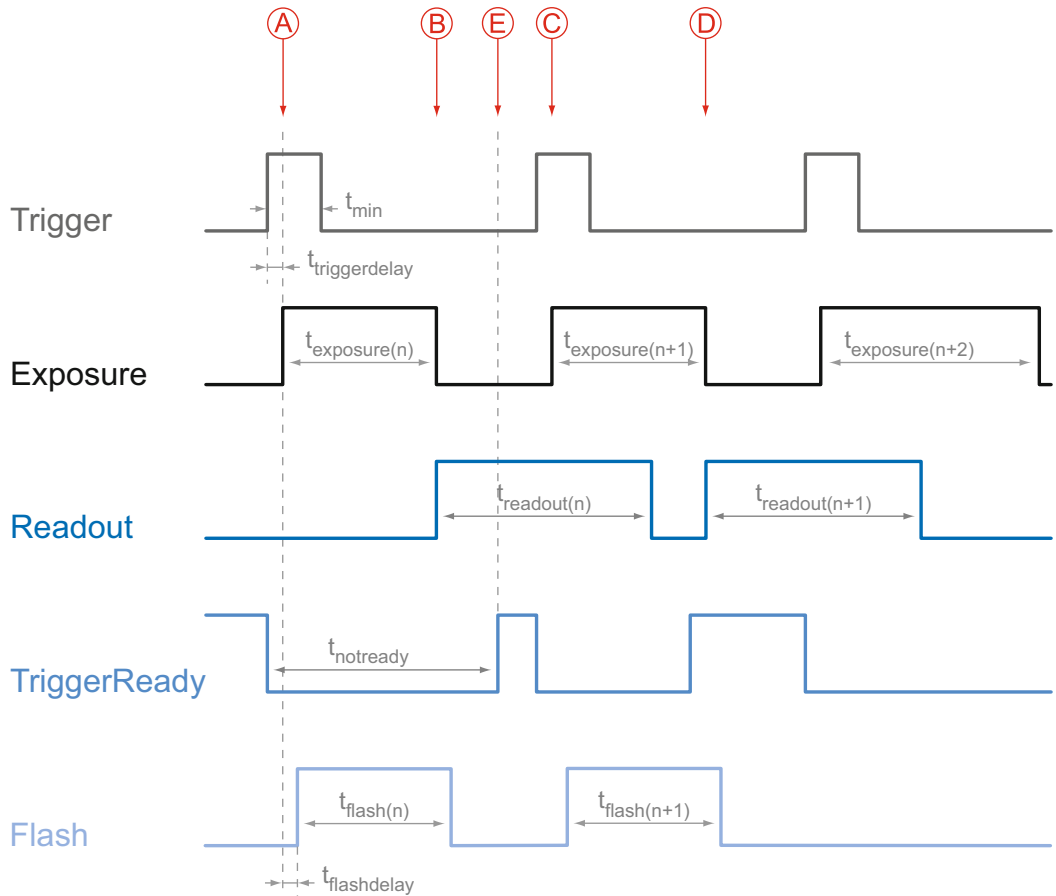 A B E C D
Trigger
tmin
ttriggerdelay
Exposure
texposure(n) texposure(n+1) texposure(n+2)
Readout
treadout(n) treadout(n+1)
TriggerReady
tnotready
Flash
tflash(n) tflash(n+1)
tflashdelay